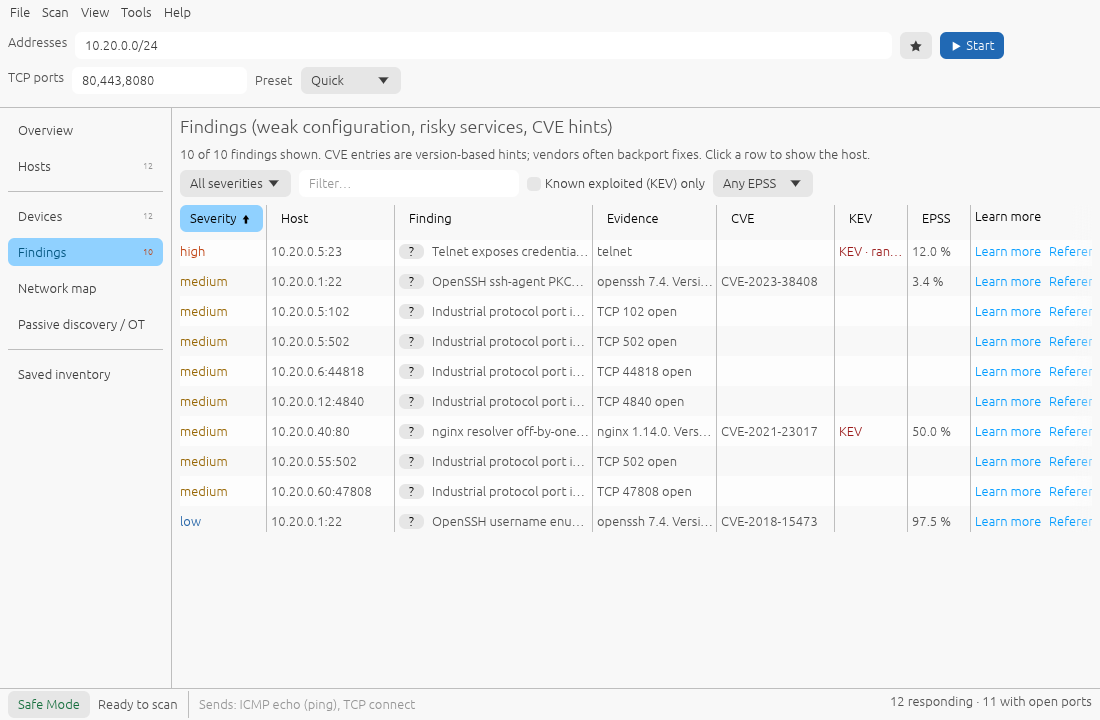 File Scan View Tools Help
Addresses 10.20.0.0/24 ★ ▶ Start
TCP ports 80,443,8080 Preset Quick
Overview
Hosts 12
Devices 12
Findings 10
Network map
Passive discovery / OT
Saved inventory
Findings (weak configuration, risky services, CVE hints)
10 of 10 findings shown. CVE entries are version-based hints; vendors often backport fixes. Click a row to show the host.
All severities Filter… Known exploited (KEV) only Any EPSS
Severity Host Finding Evidence CVE KEV EPSS Learn more
high 10.20.0.5:23 ? Telnet exposes credentia… telnet KEV · ran… 12.0 % Learn more Referer
medium 10.20.0.1:22 ? OpenSSH ssh-agent PKC… openssh 7.4. Versi… CVE-2023-38408 3.4 % Learn more Referer
medium 10.20.0.5:102 ? Industrial protocol port i… TCP 102 open Learn more Referer
medium 10.20.0.5:502 ? Industrial protocol port i… TCP 502 open Learn more Referer
medium 10.20.0.6:44818 ? Industrial protocol port i… TCP 44818 open Learn more Referer
medium 10.20.0.12:4840 ? Industrial protocol port i… TCP 4840 open Learn more Referer
medium 10.20.0.40:80 ? nginx resolver off-by-one… nginx 1.14.0. Vers… CVE-2021-23017 KEV 50.0 % Learn more Referer
medium 10.20.0.55:502 ? Industrial protocol port i… TCP 502 open Learn more Referer
medium 10.20.0.60:47808 ? Industrial protocol port i… TCP 47808 open Learn more Referer
low 10.20.0.1:22 ? OpenSSH username enu… openssh 7.4. Versi… CVE-2018-15473 97.5 % Learn more Referer
Safe Mode Ready to scan Sends: ICMP echo (ping), TCP connect 12 responding · 11 with open ports